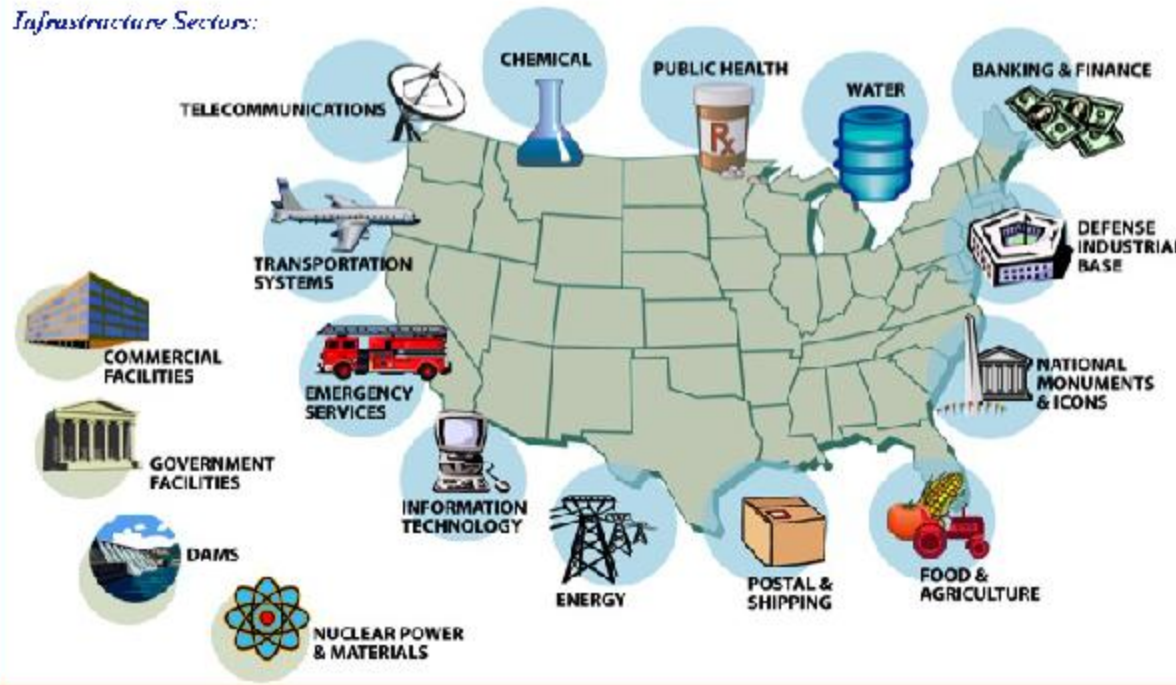 Infrastructure Sectors:
CHEMICAL
PUBLIC HEALTH
BANKING & FINANCE
WATER
TELECOMMUNICATIONS
DEFENSE
INDUSTRIAL
BASE
TRANSPORTATION
SYSTEMS
COMMERCIAL
FACILITIES
NATIONAL
MONUMENTS
& ICONS
EMERGENCY
SERVICES
GOVERNMENT
FACILITIES
INFORMATION
TECHNOLOGY
DAMS
ENERGY
POSTAL &
SHIPPING
FOOD &
AGRICULTURE
NUCLEAR POWER
& MATERIALS
Rx